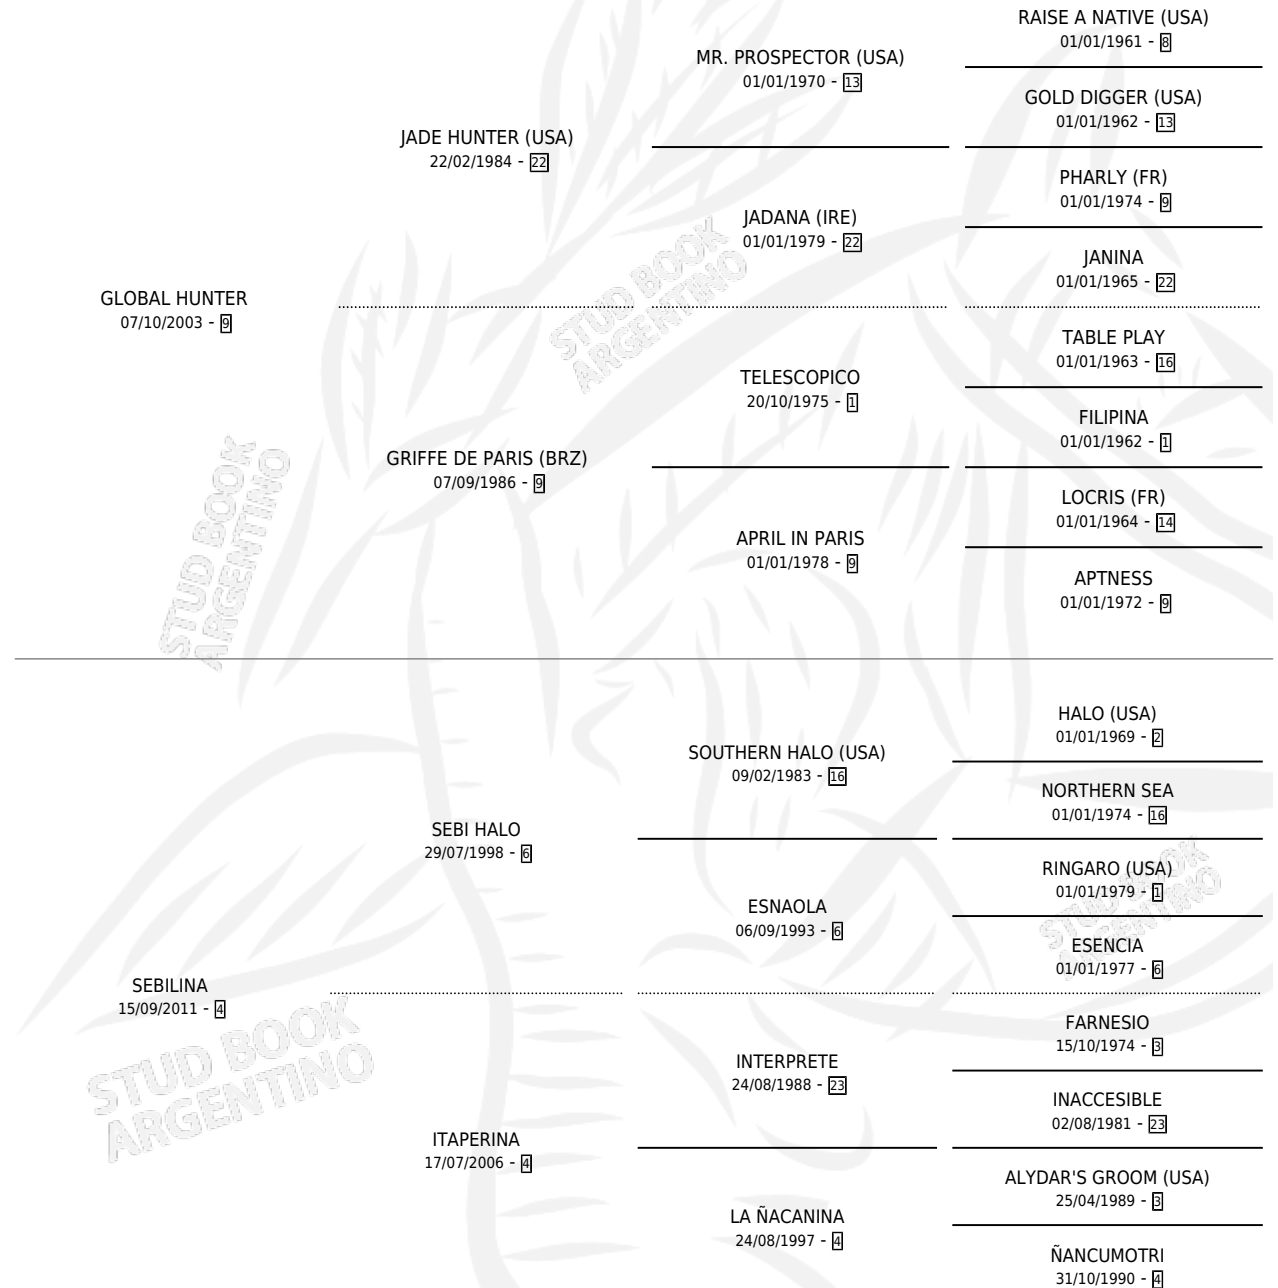 RAISE A NATIVE (USA)
01/01/1961 - 8
MR. PROSPECTOR (USA)
01/01/1970 - 13
GOLD DIGGER (USA)
01/01/1962 - 13
JADE HUNTER (USA)
22/02/1984 - 22
PHARLY (FR)
01/01/1974 - 9
JADANA (IRE)
01/01/1979 - 22
JANINA
01/01/1965 - 22
GLOBAL HUNTER
07/10/2003 - 9
TABLE PLAY
01/01/1963 - 16
TELESCOPICO
20/10/1975 - 1
FILIPINA
01/01/1962 - 1
GRIFFE DE PARIS (BRZ)
07/09/1986 - 9
LOCRIS (FR)
01/01/1964 - 14
APRIL IN PARIS
01/01/1978 - 9
APTNESS
01/01/1972 - 9
HALO (USA)
01/01/1969 - 2
SOUTHERN HALO (USA)
09/02/1983 - 16
NORTHERN SEA
01/01/1974 - 16
SEBI HALO
29/07/1998 - 6
RINGARO (USA)
01/01/1979 - 1
ESNAOLA
06/09/1993 - 6
ESENCIA
01/01/1977 - 6
SEBILINA
15/09/2011 - 4
FARNESIO
15/10/1974 - 3
INTERPRETE
24/08/1988 - 23
INACCESIBLE
02/08/1981 - 23
ITAPERINA
17/07/2006 - 4
ALYDAR'S GROOM (USA)
25/04/1989 - 3
LA ÑACANINA
24/08/1997 - 4
ÑANCUMOTRI
31/10/1990 - 4
STUD BOOK
ARGENTINO
STUD BOOK
ARGENTINO
STUD BOOK
ARGENTINO
STUD BOOK
ARGENTINO